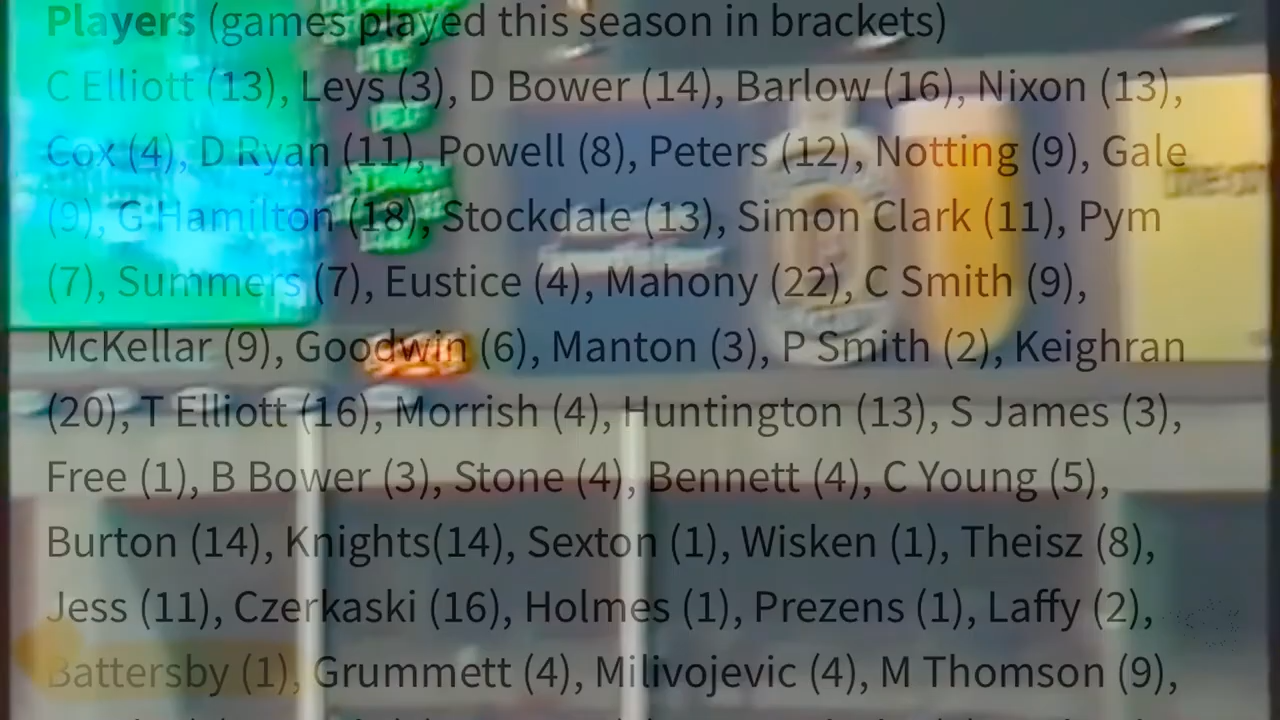 Players (games played this season in brackets)
C Elliott (13), Leys (3), D Bower (14), Barlow (16), Nixon (13),
Cox (4), D Ryan (11), Powell (8), Peters (12), Notting (9), Gale
(9), G Hamilton (18), Stockdale (13), Simon Clark (11), Pym
(7), Summers (7), Eustice (4), Mahony (22), C Smith (9),
McKellar (9), Goodwin (6), Manton (3), P Smith (2), Keighran
(20), T Elliott (16), Morrish (4), Huntington (13), S James (3),
Free (1), B Bower (3), Stone (4), Bennett (4), C Young (5),
Burton (14), Knights(14), Sexton (1), Wisken (1), Theisz (8),
Jess (11), Czerkaski (16), Holmes (1), Prezens (1), Laffy (2),
Battersby (1), Grummett (4), Milivojevic (4), M Thomson (9),